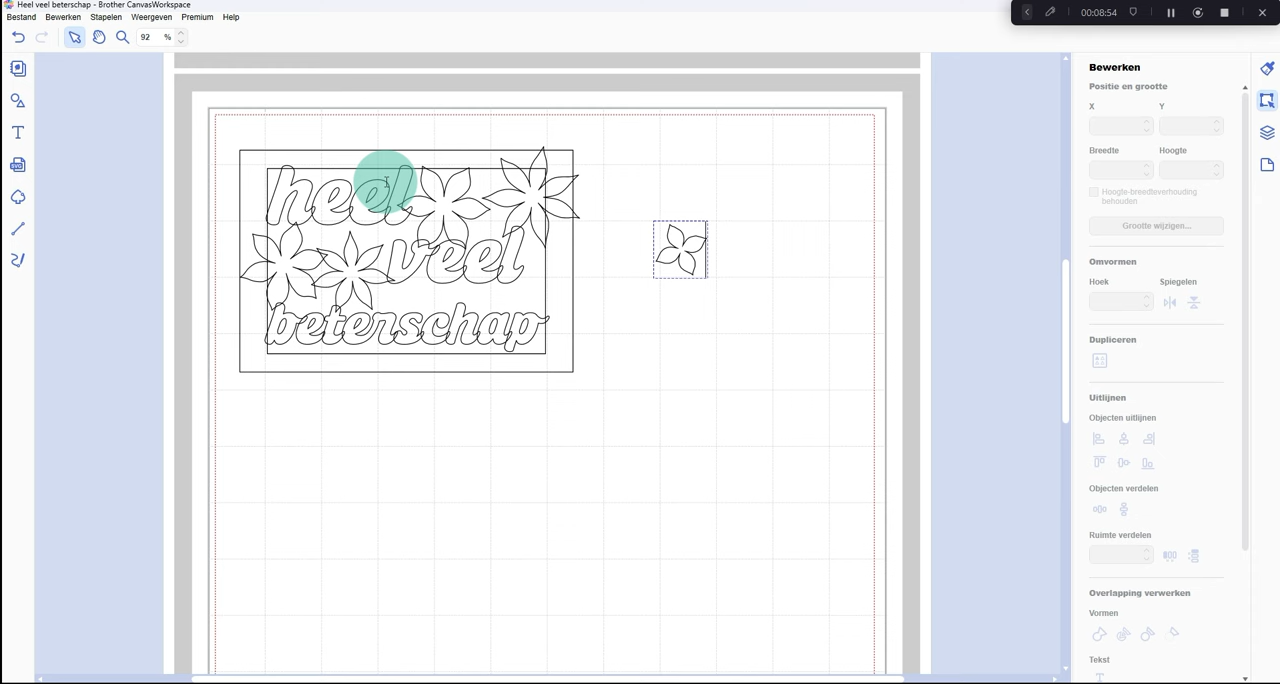 Heel veel beterschap - Brother CanvasWorkspace
00:08:54
Bestand Bewerken Stapelen Weergeven Premium Help
92 %
Bewerken
Positie en grootte
X Y
Breedte Hoogte
Hoogte-breedteverhouding
behouden
Grootte wijzigen...
Omvormen
Hoek Spiegelen
Dupliceren
Uitlijnen
Objecten uitlijnen
Objecten verdelen
Ruimte verdelen
Overlapping verwerken
Vormen
Tekst
heel
veel
beterschap